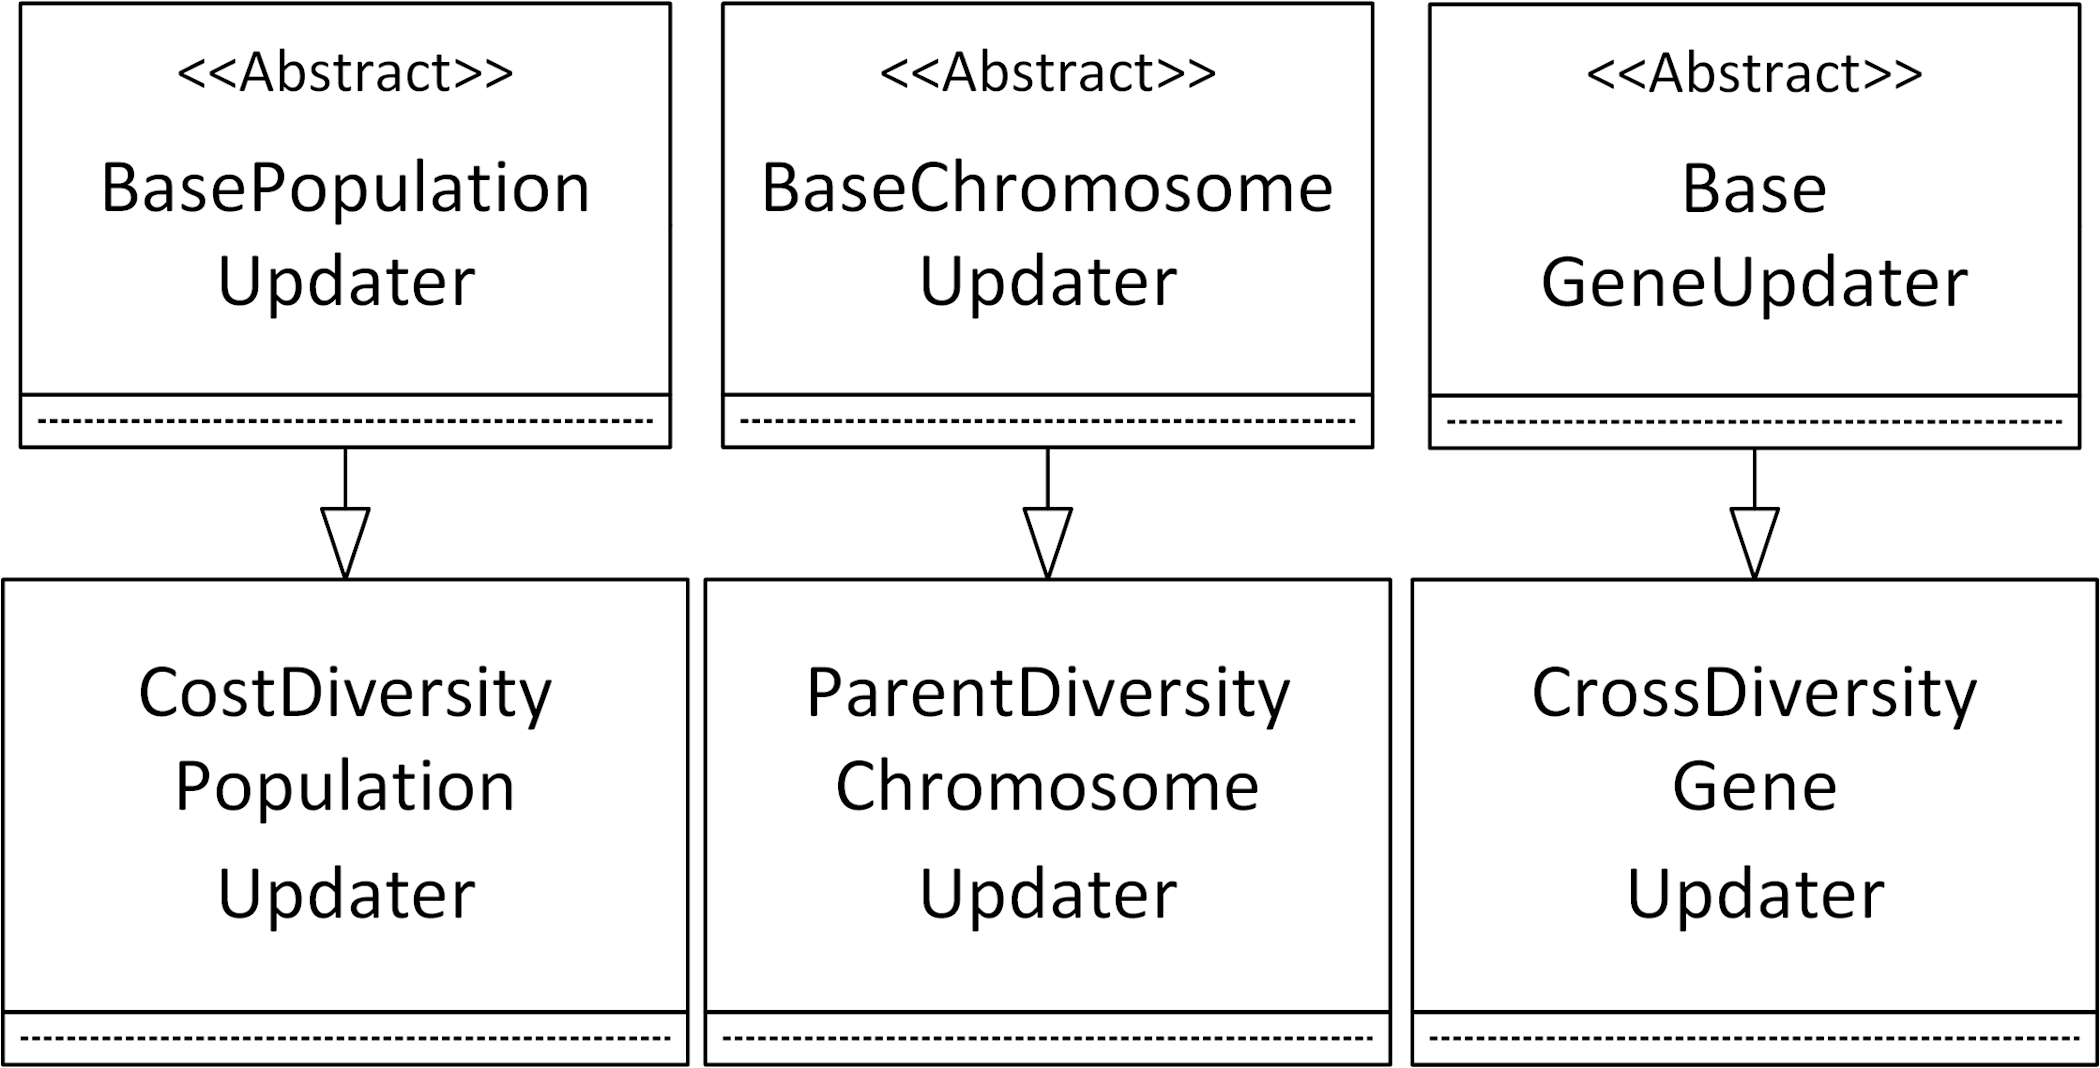 <<Abstract>>
BasePopulation
Updater
<<Abstract>>
BaseChromosome
Updater
<<Abstract>>
Base
GeneUpdater
CostDiversity
Population
Updater
ParentDiversity
Chromosome
Updater
CrossDiversity
Gene
Updater